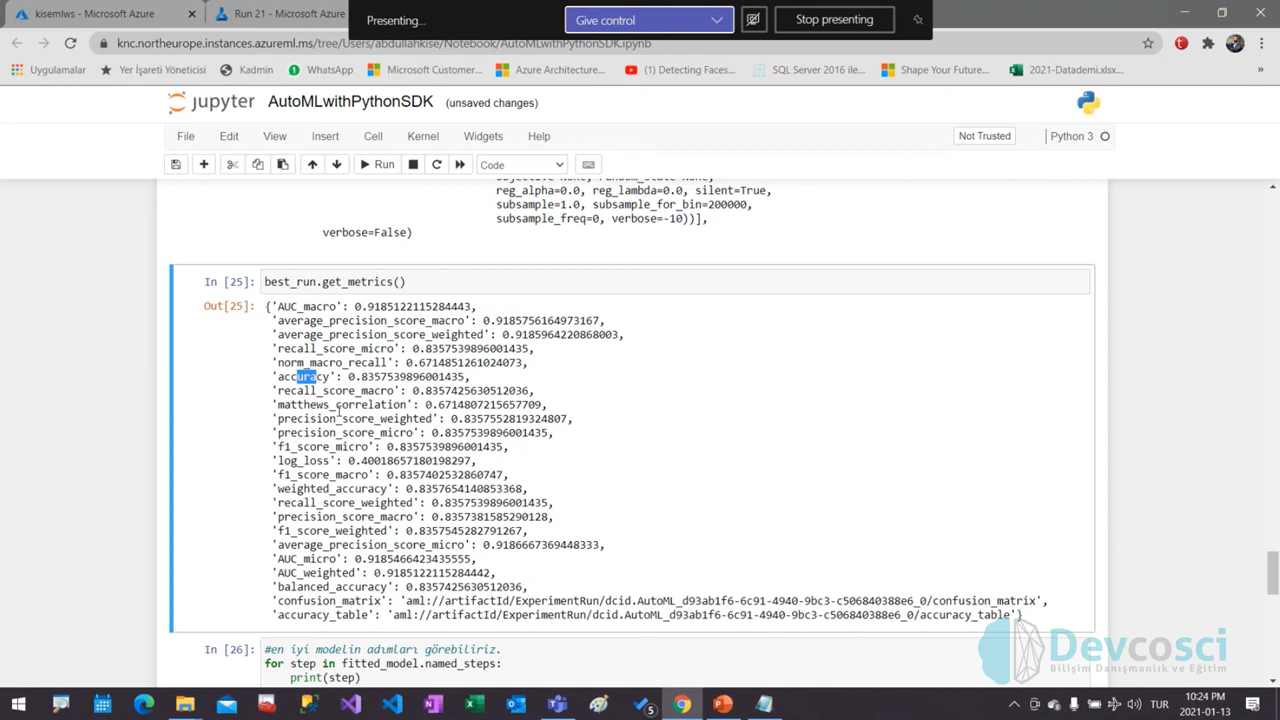 kisemlws - Microsoft Azure
Run 21 - Microsoft Azure
Presenting...
Give control
Stop presenting
knc.northeurope.instances.azureml.ms/tree/Users/abdullahkise/Notebook/AutoMLwithPythonSDK.ipynb
Uygulamalar
Yer İşareti Yönetic...
Kadmin
WhatsApp
Microsoft Customer...
Azure Architecture...
(1) Detecting Faces...
SQL Server 2016 ile...
Shape Your Future...
2021-Datademi.xlsx...
jupyter AutoMLwithPythonSDK (unsaved changes)
File Edit View Insert Cell Kernel Widgets Help
Not Trusted
Python 3
Run
Code
reg_alpha=0.0, reg_lambda=0.0, silent=True,
subsample=1.0, subsample_for_bin=200000,
subsample_freq=0, verbose=-10))],
verbose=False)
In [25]: best_run.get_metrics()
Out[25]: {'AUC_macro': 0.9185122115284443,
'average_precision_score_macro': 0.9185756164973167,
'average_precision_score_weighted': 0.9185964220868003,
'recall_score_micro': 0.8357539896001435,
'norm_macro_recall': 0.6714851261024073,
'accuracy': 0.8357539896001435,
'recall_score_macro': 0.8357425630512036,
'matthews_correlation': 0.6714807215657709,
'precision_score_weighted': 0.8357552819324807,
'precision_score_micro': 0.8357539896001435,
'f1_score_micro': 0.8357539896001435,
'log_loss': 0.40018657180198297,
'f1_score_macro': 0.8357402532860747,
'weighted_accuracy': 0.8357654140853368,
'recall_score_weighted': 0.8357539896001435,
'precision_score_macro': 0.8357381585290128,
'f1_score_weighted': 0.8357545282791267,
'average_precision_score_micro': 0.9186667369448333,
'AUC_micro': 0.9185466423435555,
'AUC_weighted': 0.9185122115284442,
'balanced_accuracy': 0.8357425630512036,
'confusion_matrix': 'aml://artifactId/ExperimentRun/dcid.AutoML_d93ab1f6-6c91-4940-9bc3-c506840388e6_0/confusion_matrix',
'accuracy_table': 'aml://artifactId/ExperimentRun/dcid.AutoML_d93ab1f6-6c91-4940-9bc3-c506840388e6_0/accuracy_table'}
In [26]: #en iyi modelin adımları görebiliriz.
for step in fitted_model.named_steps:
print(step)
Devcosci
Bilişim Danışmanlık ve Eğitim
5
TUR
10:24 PM
2021-01-13